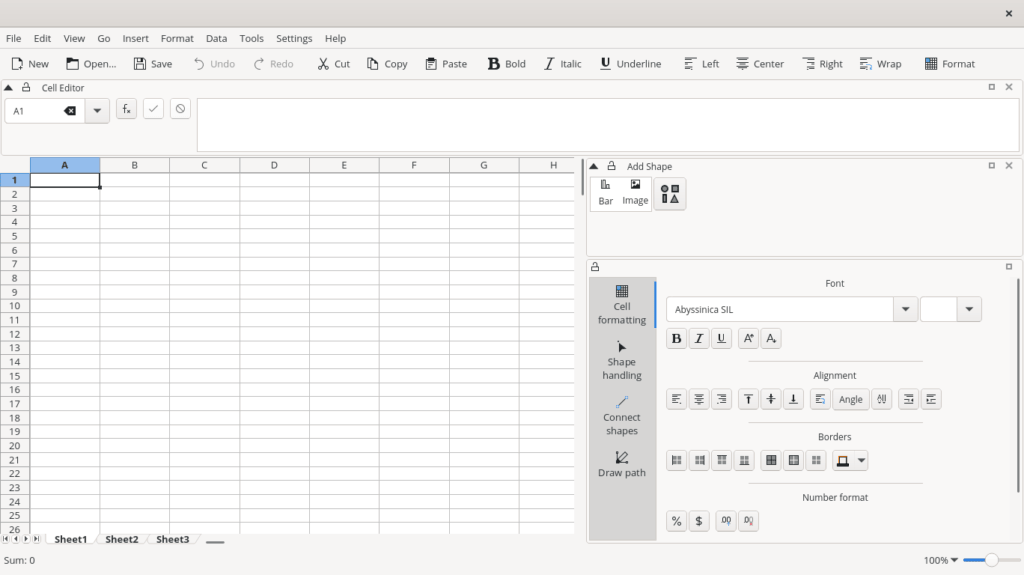 File Edit View Go Insert Format Data Tools Settings Help
New Open... Save Undo Redo Cut Copy Paste Bold Italic Underline Left Center Right Wrap Format
Cell Editor
A1
A B C D E F G H
1
2
3
4
5
6
7
8
9
10
11
12
13
14
15
16
17
18
19
20
21
22
23
24
25
26
Sheet1 Sheet2 Sheet3
Add Shape
Bar Image
Cell
formatting
Shape
handling
Connect
shapes
Draw path
Font
Abyssinica SIL
B I U A A
Alignment
Angle
Borders
Number format
% $ .00 .00
Sum: 0
100%